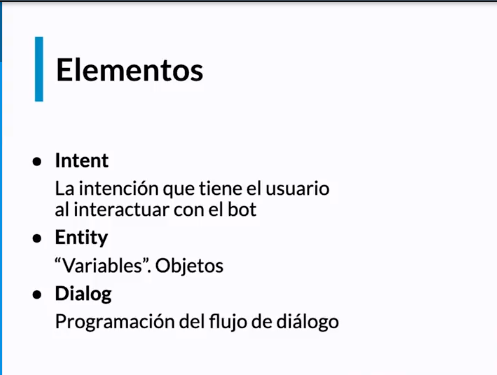 Elementos
● Intent
La intención que tiene el usuario
al interactuar con el bot
● Entity
“Variables”. Objetos
● Dialog
Programación del flujo de diálogo